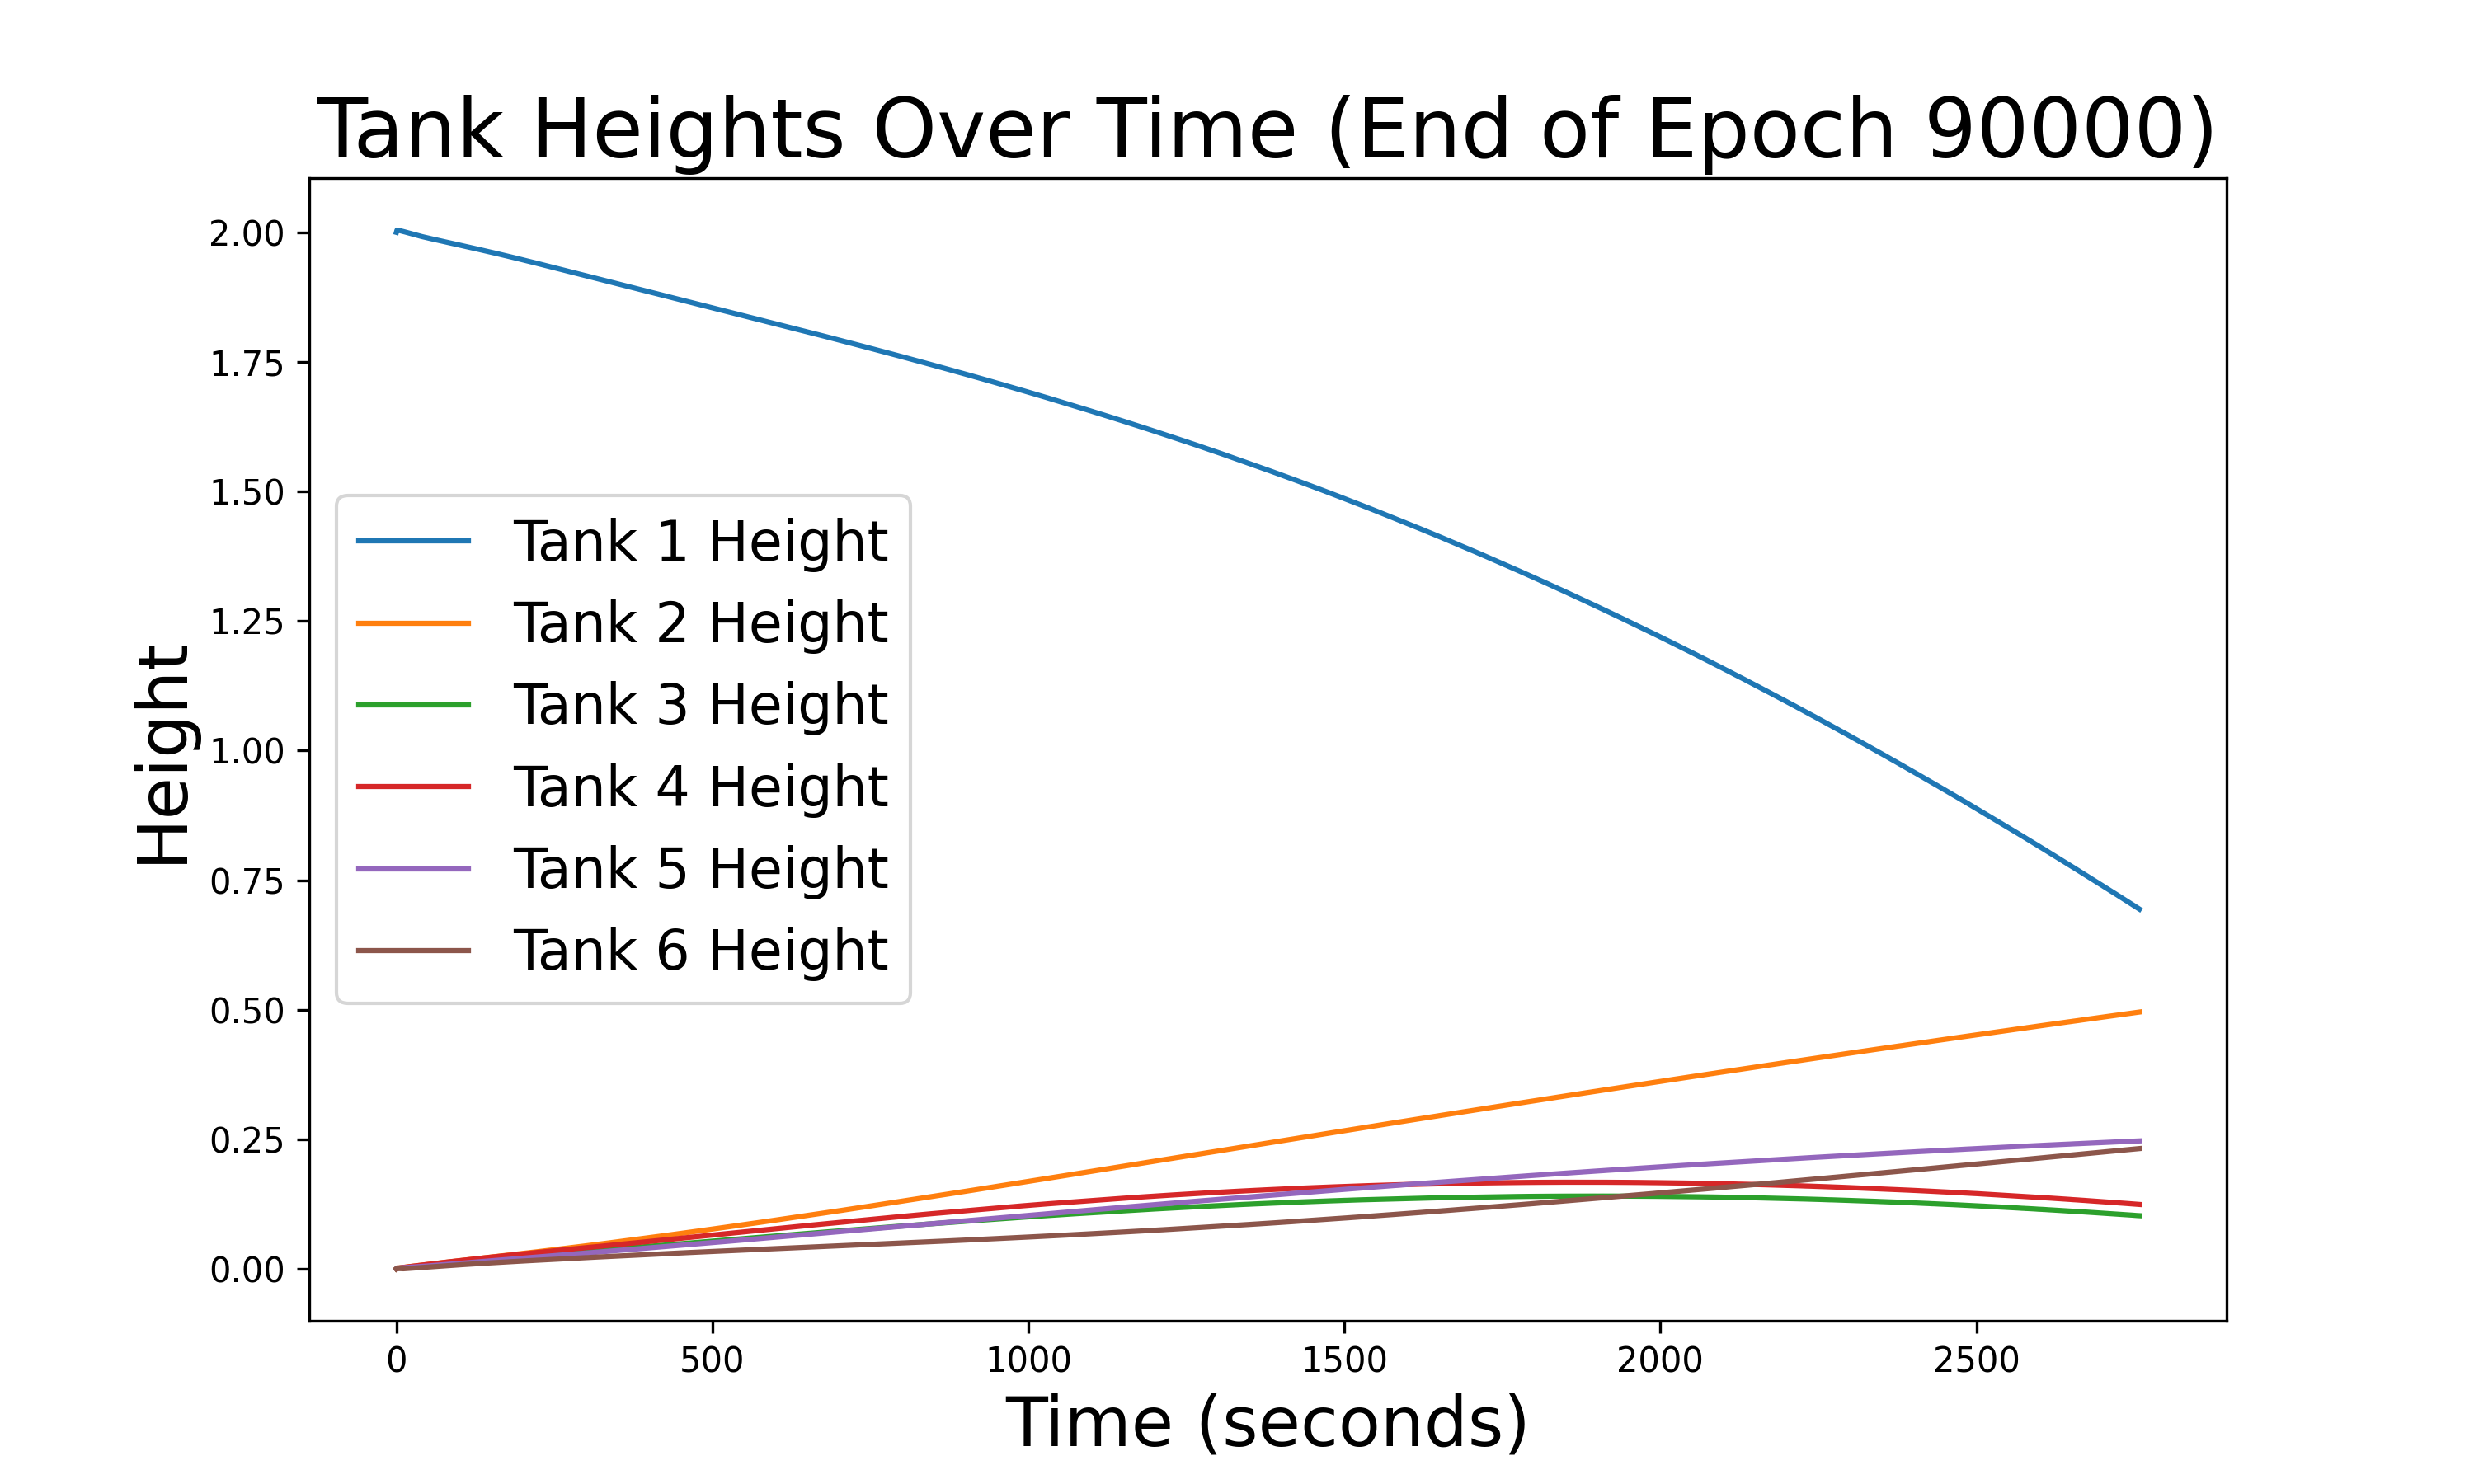 Tank Heights Over Time (End of Epoch 90000)
Height
2.00
1.75
1.50
1.25
1.00
0.75
0.50
0.25
0.00
Tank 1 Height
Tank 2 Height
Tank 3 Height
Tank 4 Height
Tank 5 Height
Tank 6 Height
0 500 1000 1500 2000 2500
Time (seconds)